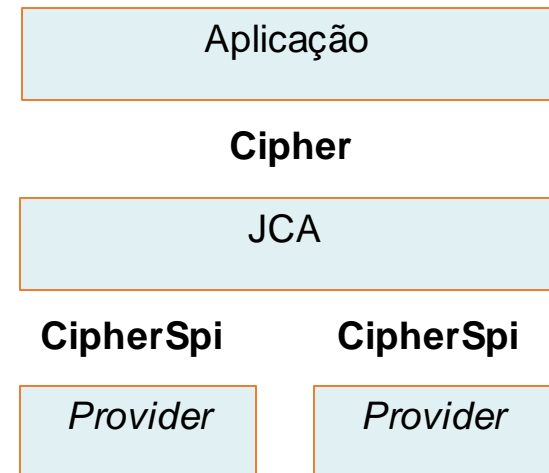 Aplicação
Cipher
JCA
CipherSpi CipherSpi
Provider Provider